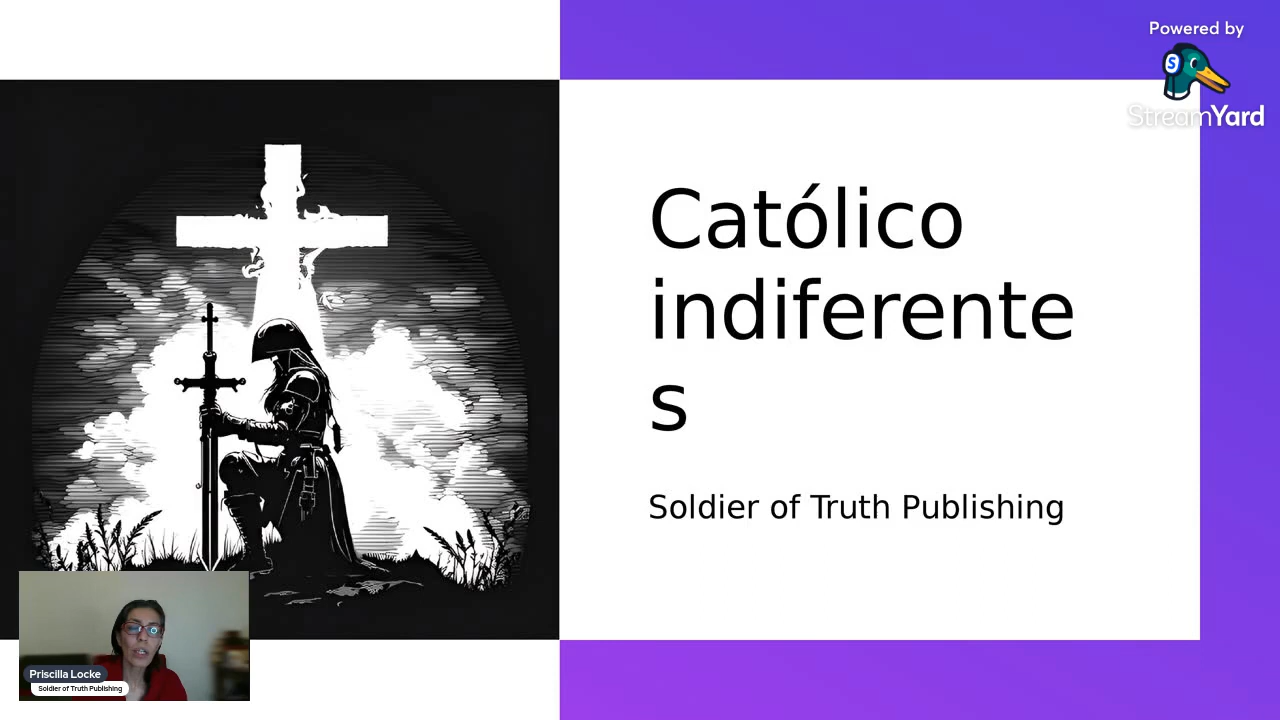 Powered by
S
StreamYard
Católico
indiferente
s
Soldier of Truth Publishing
Priscilla Locke
Soldier of Truth Publishing